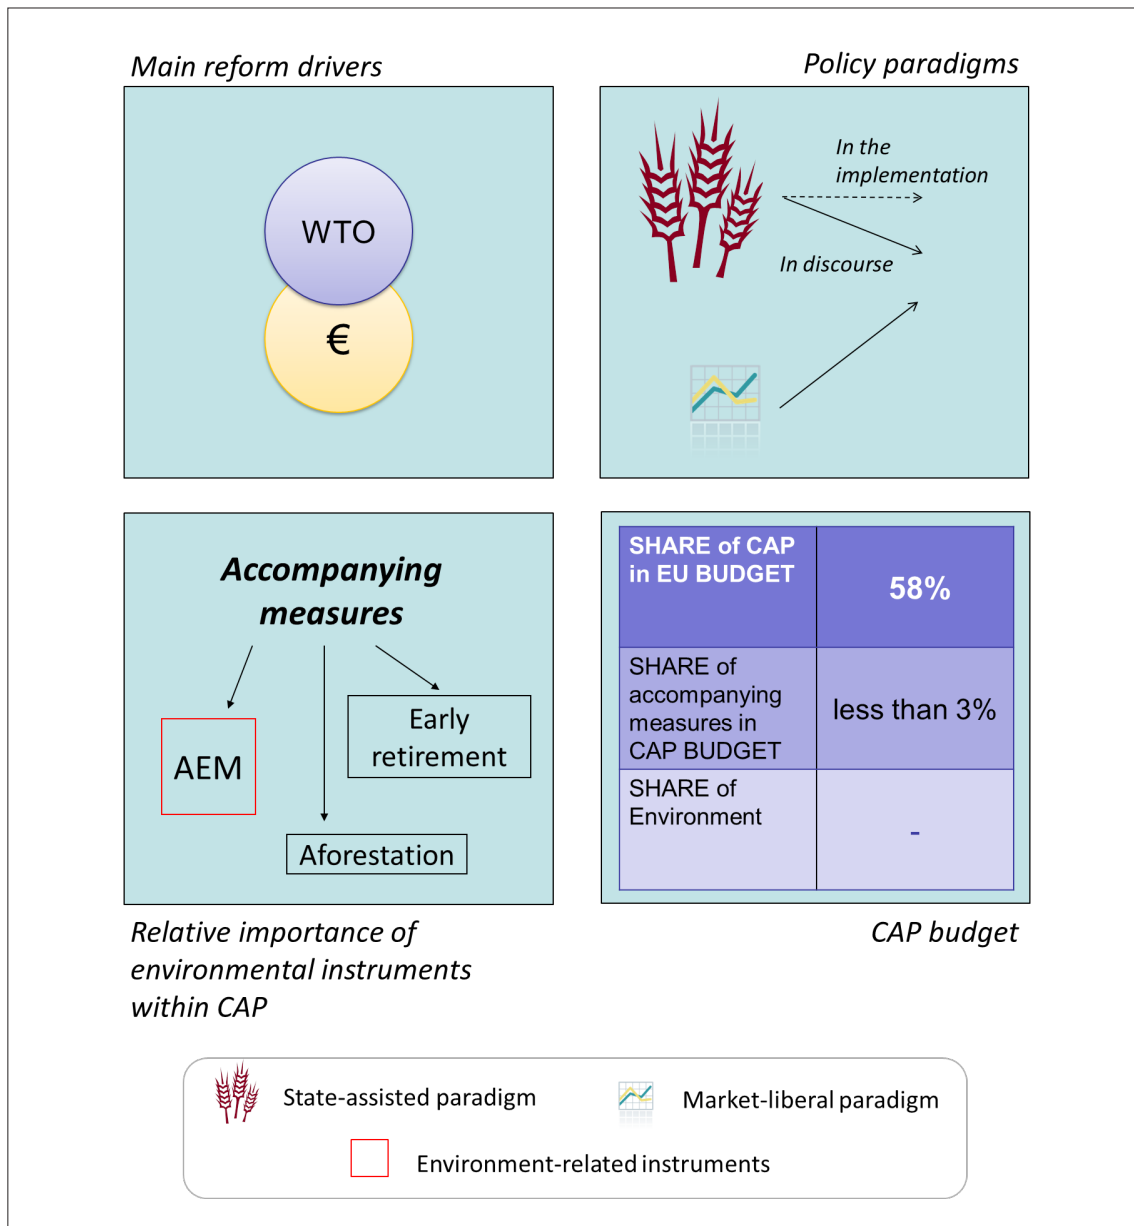 Main reform drivers
WTO
€
Policy paradigms
In the
implementation
In discourse
Accompanying
measures
AEM
Early
retirement
Aforestation
Relative importance of
environmental instruments
within CAP
SHARE of CAP
in EU BUDGET
58%
SHARE of
accompanying
measures in
CAP BUDGET
less than 3%
SHARE of
Environment
-
CAP budget
State-assisted paradigm
Market-liberal paradigm
Environment-related instruments